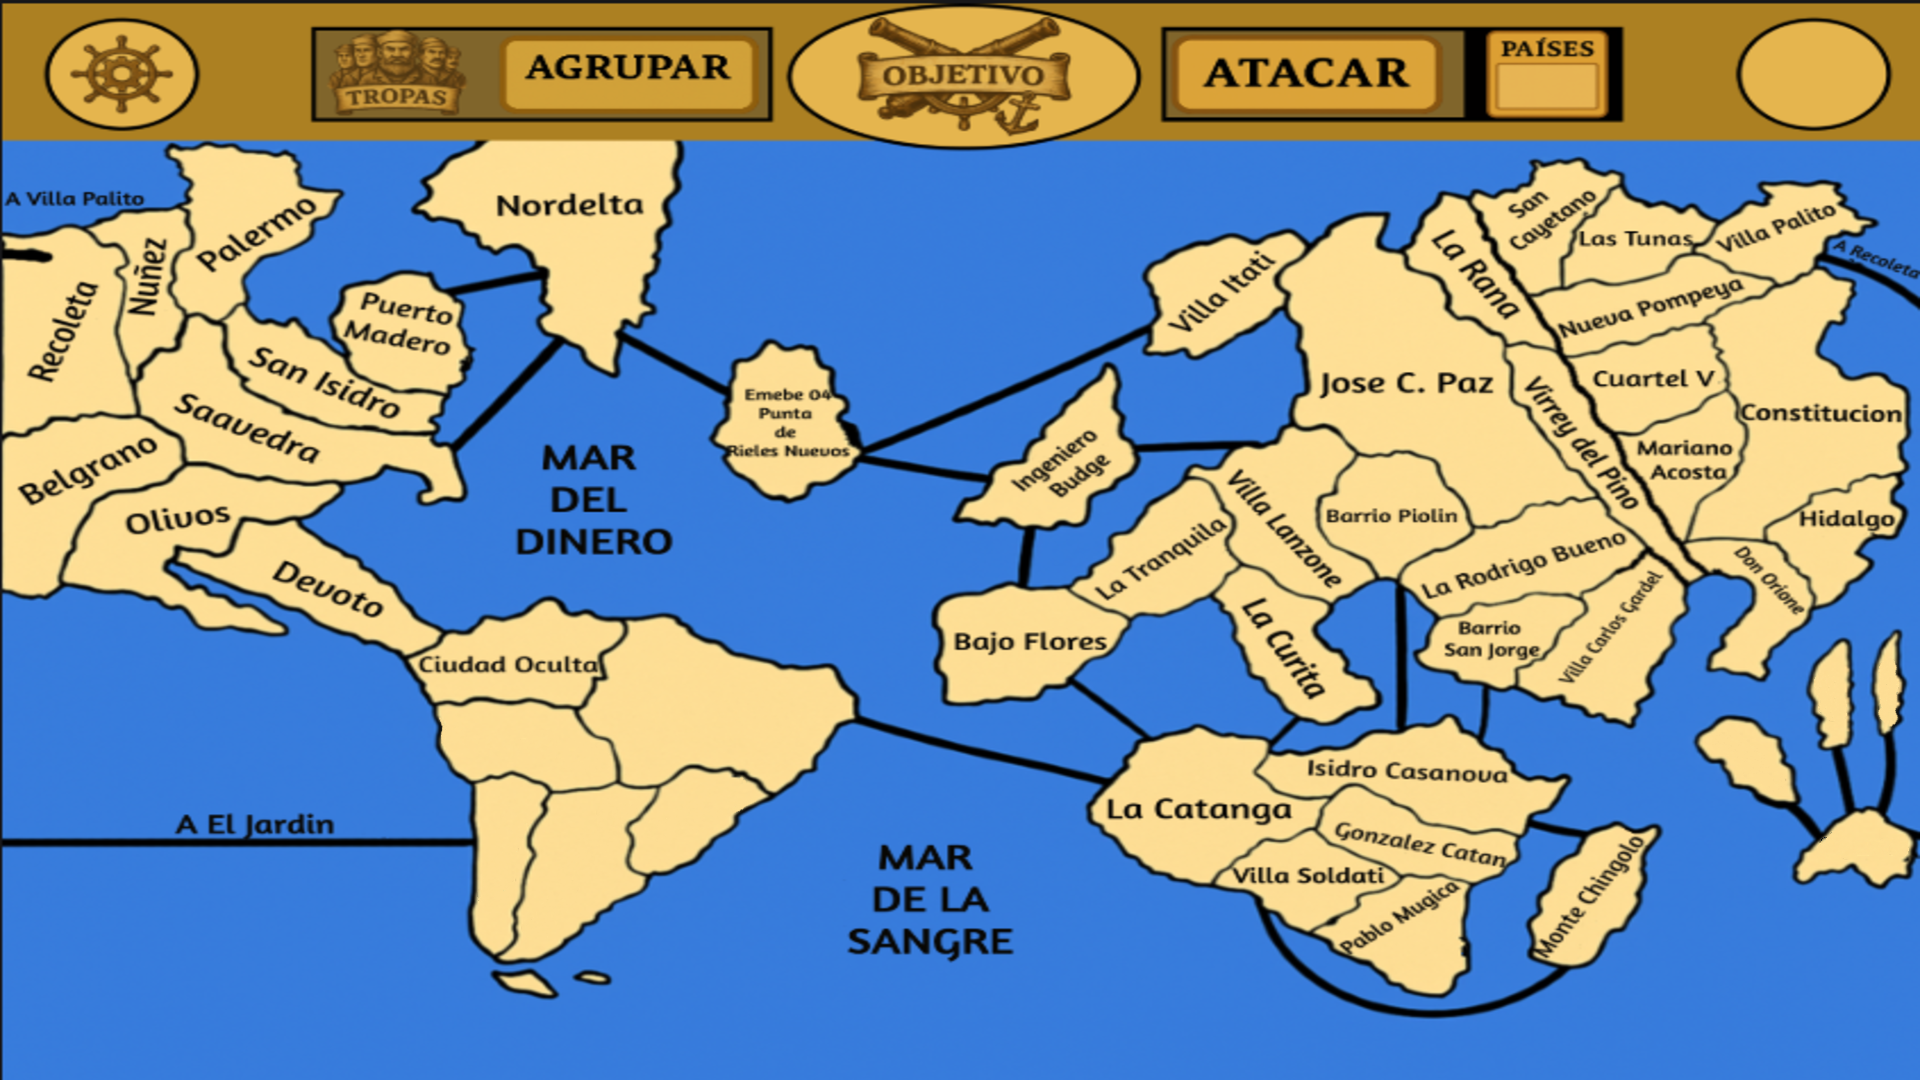 TROPAS
AGRUPAR
OBJETIVO
ATACAR
PAÍSES
A Villa Palito
Recoleta
Nuñez
Palermo
Nordelta
Puerto
Madero
San Isidro
Saavedra
Belgrano
Olivos
Devoto
Ciudad Oculta
A El Jardin
MAR
DEL
DINERO
Emebe 04
Punta
de
Rieles Nuevos
MAR
DE LA
SANGRE
Villa Itati
Ingeniero
Budge
Jose C. Paz
La Rana
San
Cayetano
Las Tunas
Villa Palito
A Recoleta
Nueva Pompeya
Cuartel V
Constitucion
Mariano
Acosta
Virrey del Pino
Hidalgo
Don Orione
Barrio Piolin
Villa Lanzone
La Tranquila
La Rodrigo Bueno
Barrio
San Jorge
Villa Carlos Gardel
Bajo Flores
La Curita
La Catanga
Isidro Casanova
Gonzalez Catan
Villa Soldati
Pablo Mugica
Monte Chingolo